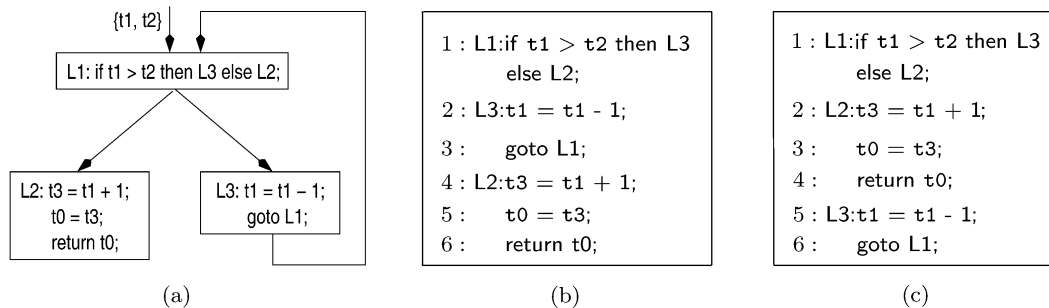 {t1, t2}
L1: if t1 > t2 then L3 else L2;
L2: t3 = t1 + 1;
t0 = t3;
return t0;
L3: t1 = t1 – 1;
goto L1;
(a)
1 : L1:if t1 > t2 then L3
else L2;
2 : L3:t1 = t1 - 1;
3 : goto L1;
4 : L2:t3 = t1 + 1;
5 : t0 = t3;
6 : return t0;
(b)
1 : L1:if t1 > t2 then L3
else L2;
2 : L2:t3 = t1 + 1;
3 : t0 = t3;
4 : return t0;
5 : L3:t1 = t1 - 1;
6 : goto L1;
(c)